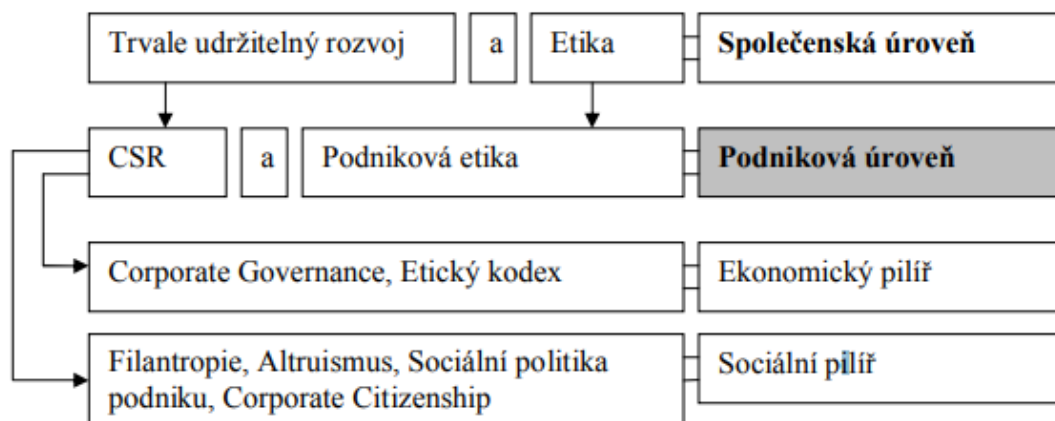 Trvale udržitelný rozvoj a Etika Společenská úroveň
CSR a Podniková etika Podniková úroveň
Corporate Governance, Etický kodex Ekonomický pilíř
Filantropie, Altruismus, Sociální politika
podniku, Corporate Citizenship
Sociální pilíř